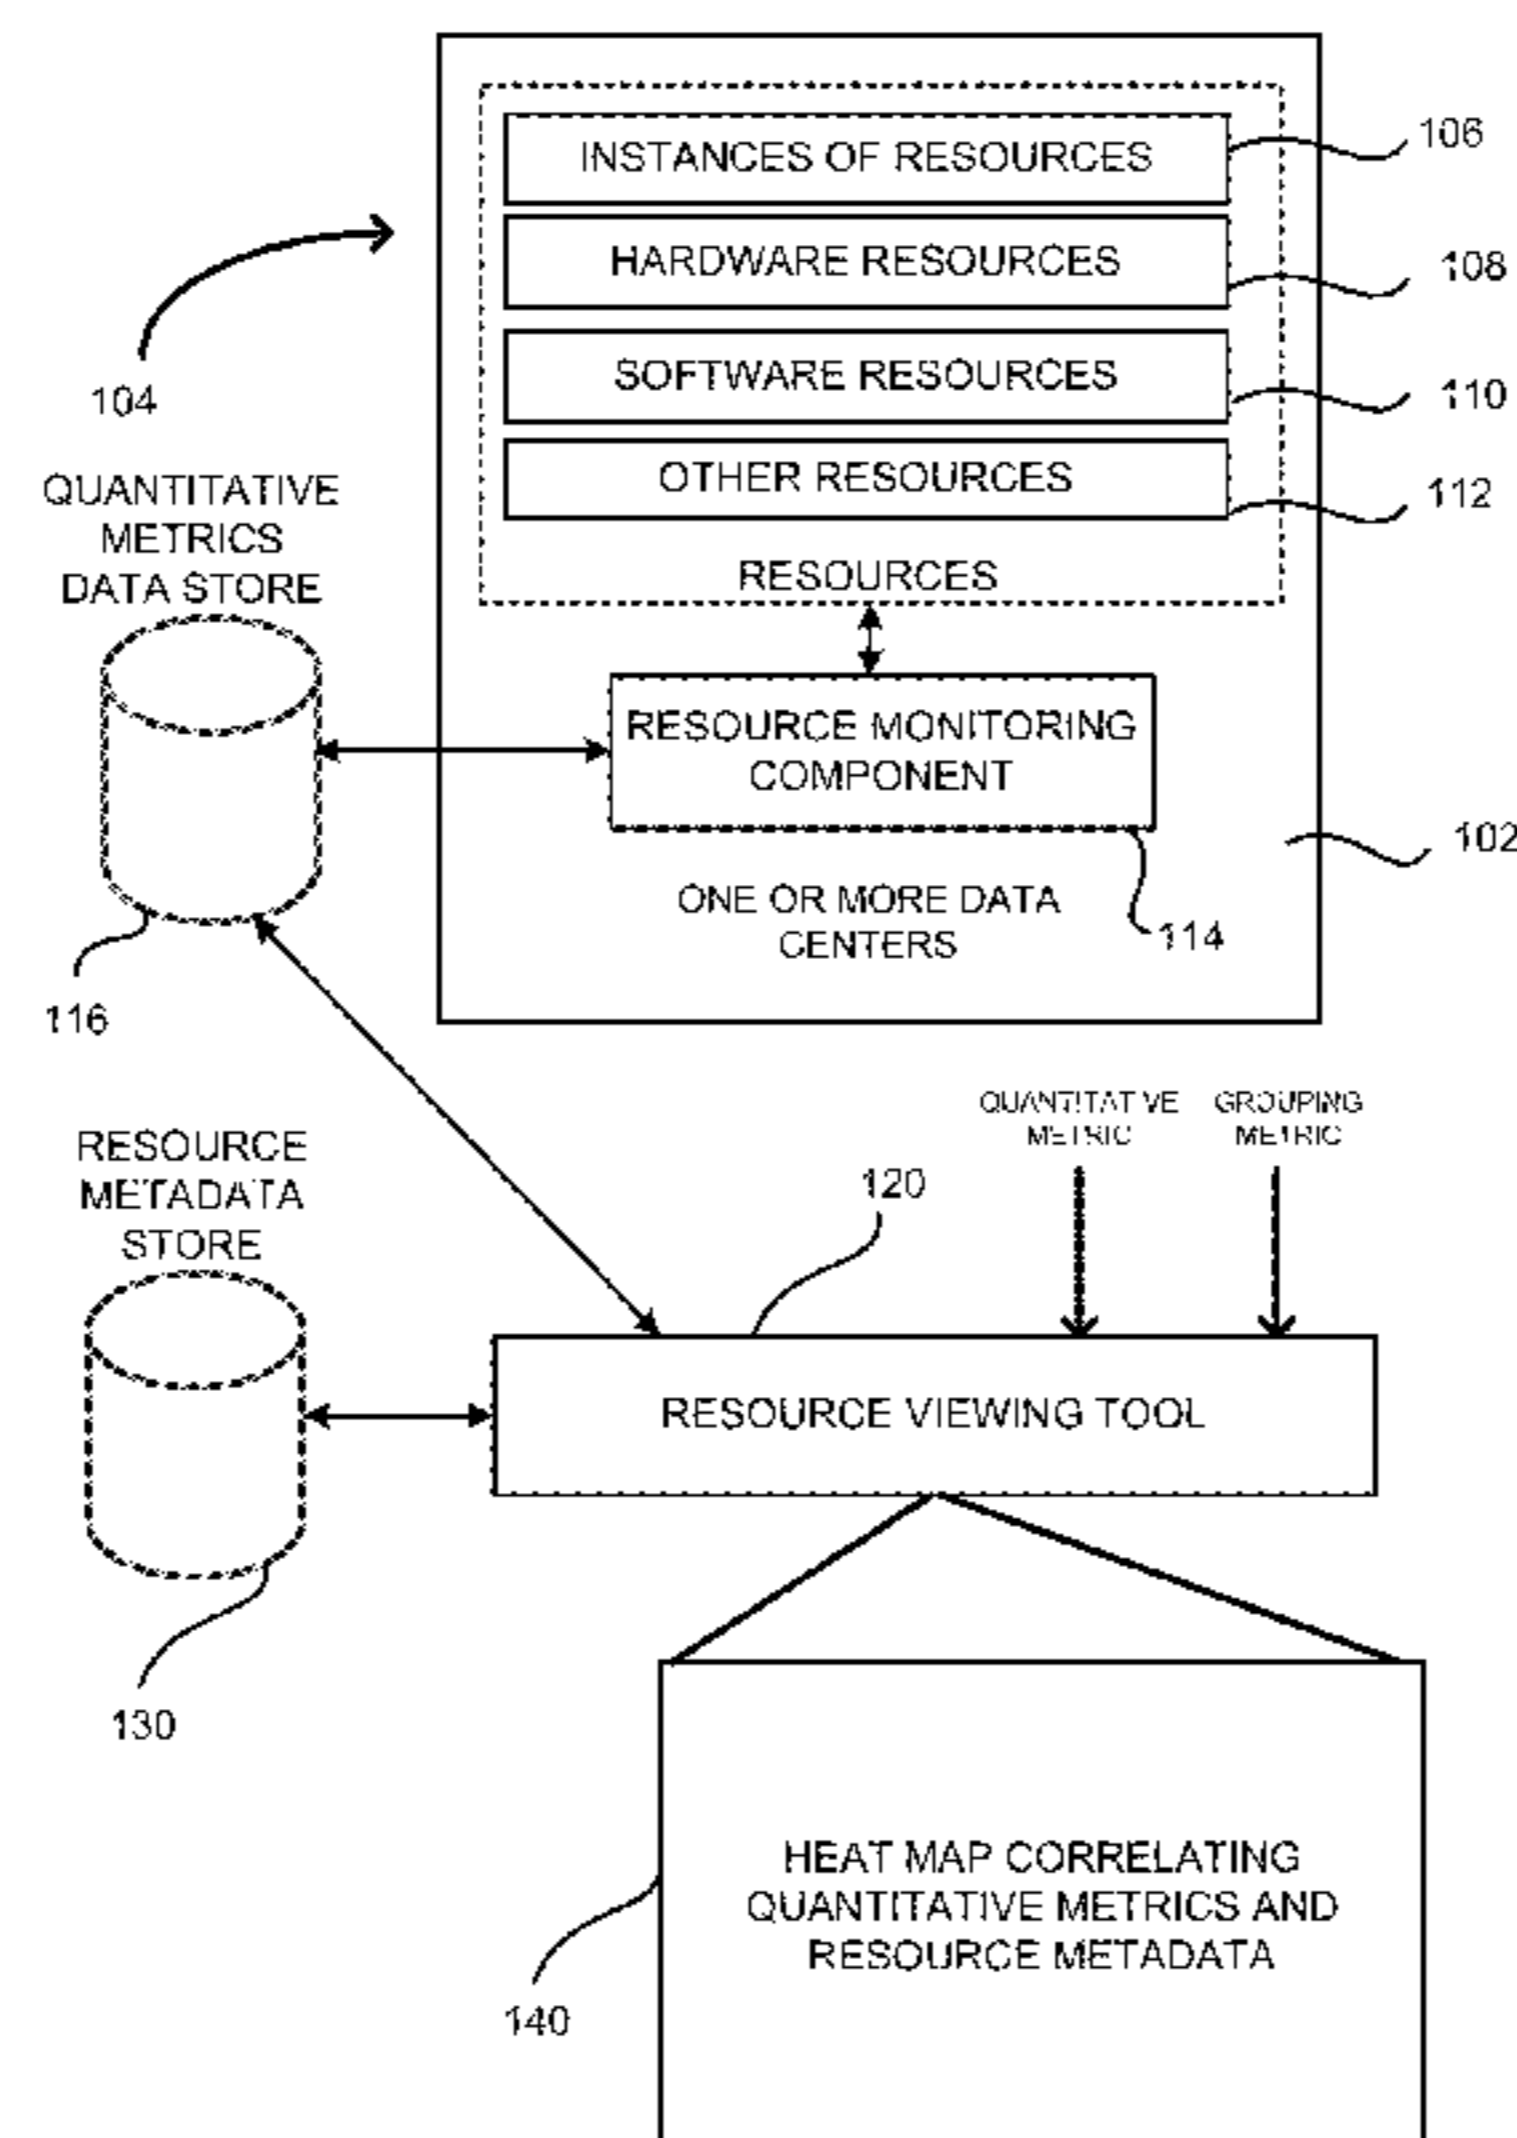 INSTANCES OF RESOURCES
106
HARDWARE RESOURCES
108
SOFTWARE RESOURCES
110
104
OTHER RESOURCES
112
RESOURCES
QUANTITATIVE
METRICS
DATA STORE
RESOURCE MONITORING
COMPONENT
102
ONE OR MORE DATA
CENTERS
114
116
QUANTITATIVE
METRIC
GROUPING
METRIC
RESOURCE
METADATA
STORE
120
RESOURCE VIEWING TOOL
130
HEAT MAP CORRELATING
QUANTITATIVE METRICS AND
RESOURCE METADATA
140